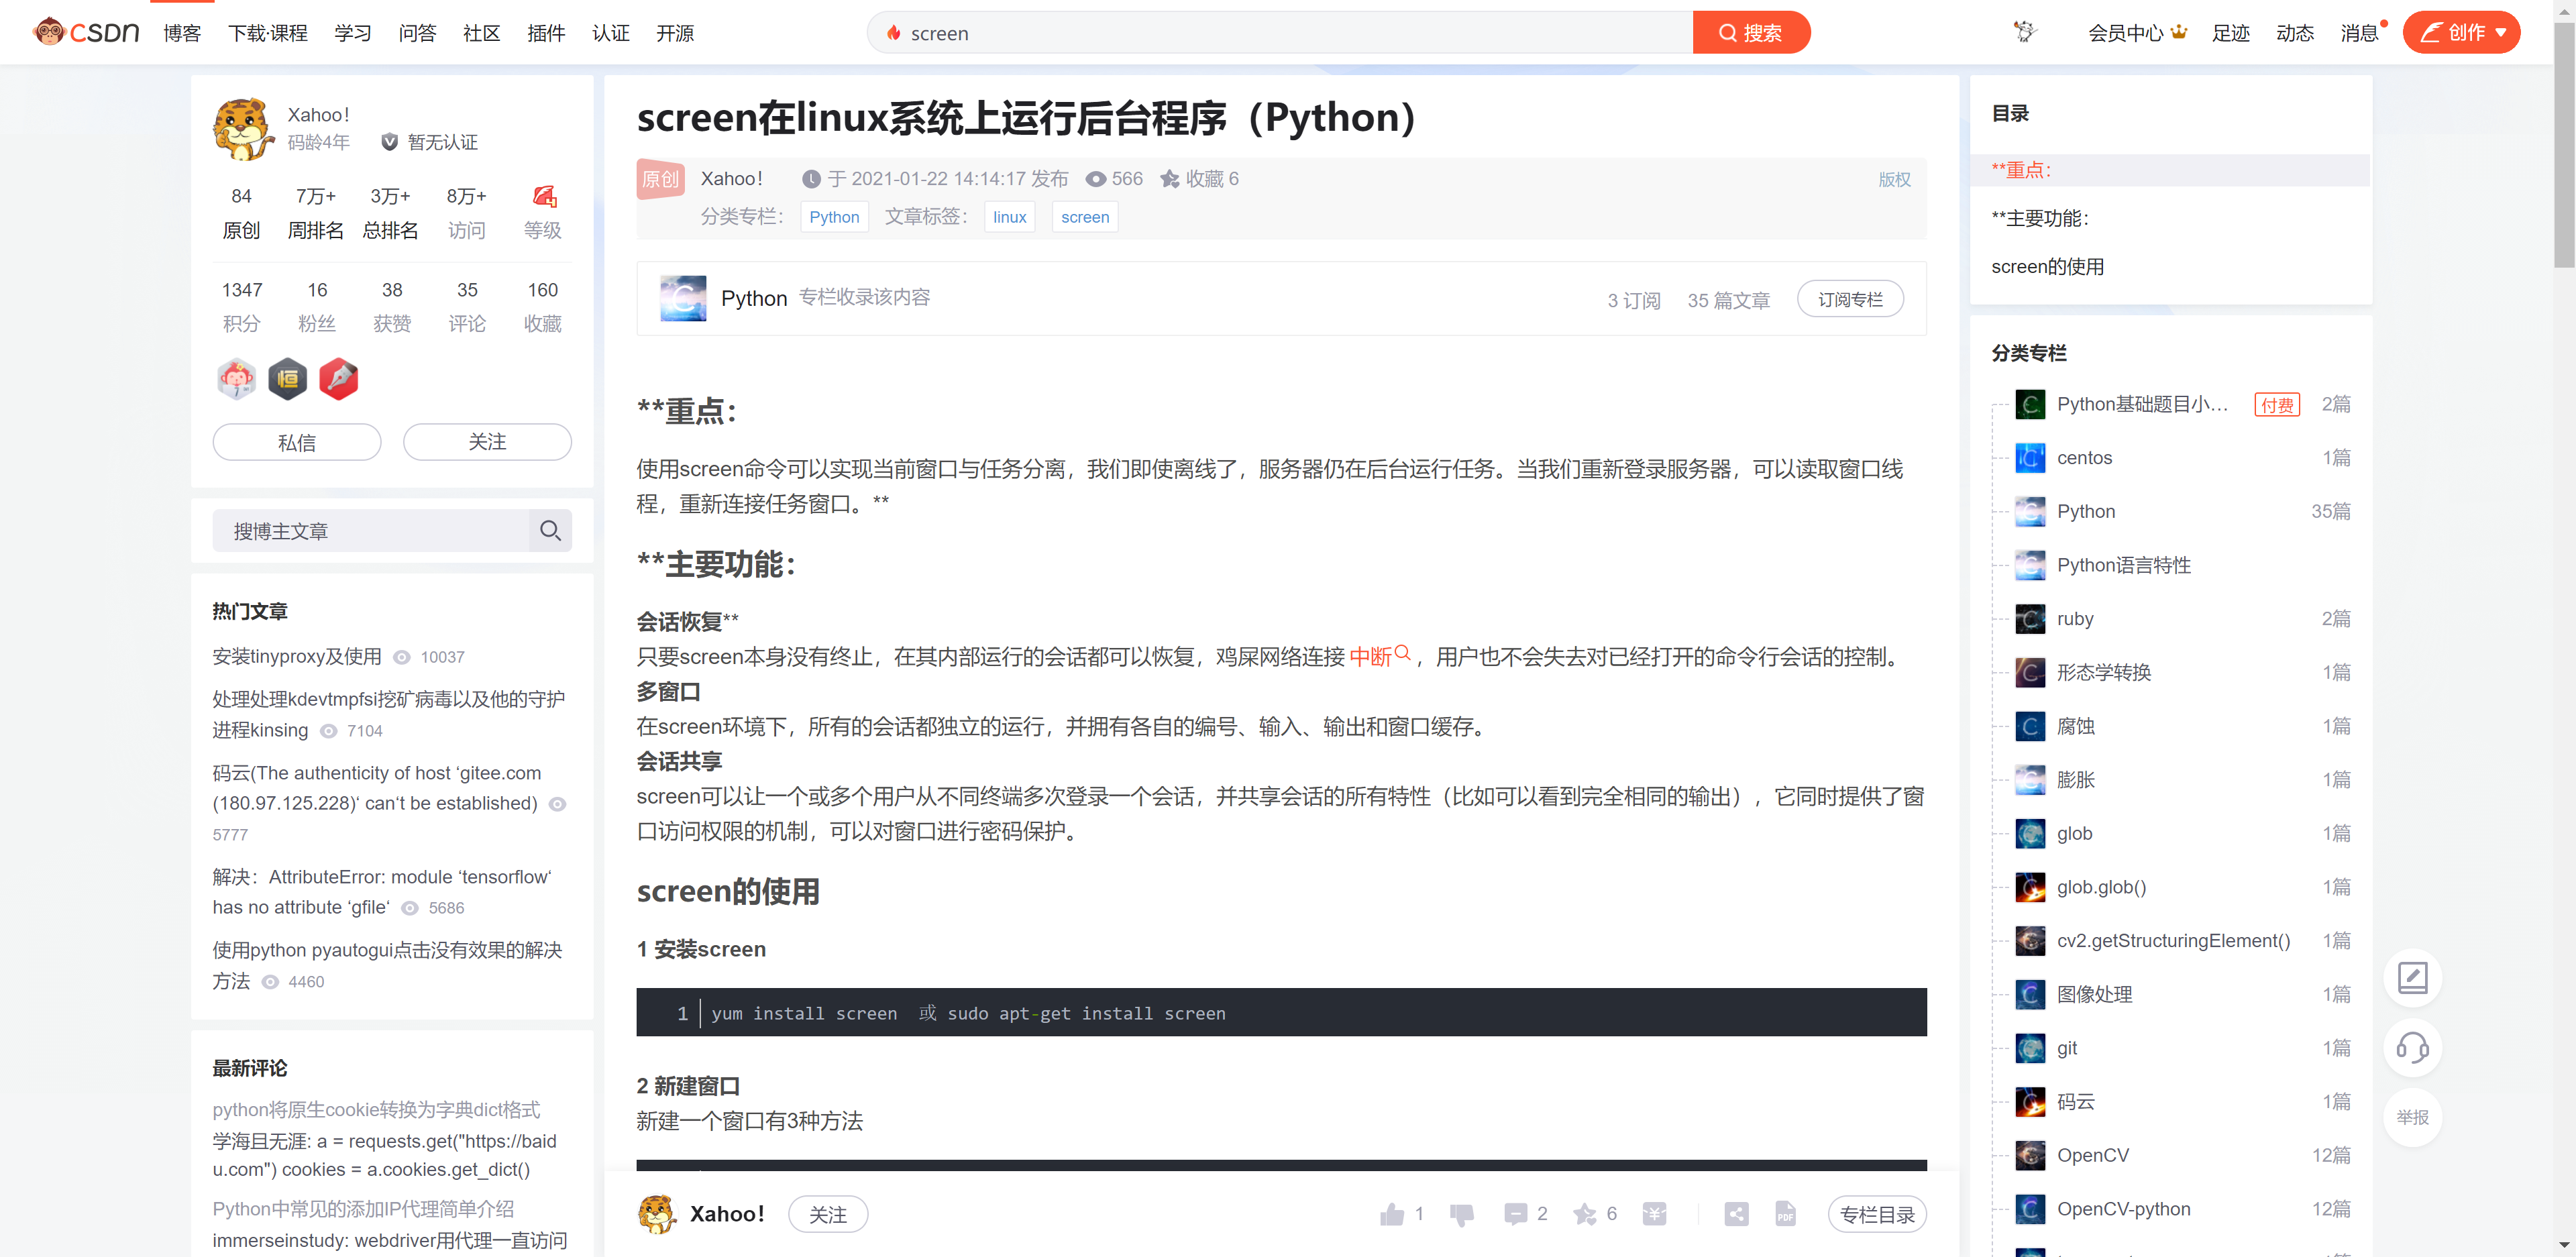 CSDN 博客 下载·课程 学习 问答 社区 插件 认证 开源 screen 搜索 会员中心 足迹 动态 消息 创作
Xahoo！
码龄4年 暂无认证
84 7万+ 3万+ 8万+
原创 周排名 总排名 访问 等级
1347 16 38 35 160
积分 粉丝 获赞 评论 收藏
私信 关注
搜博主文章
热门文章
安装tinyproxy及使用 10037
处理处理kdevtmpfsi挖矿病毒以及他的守护
进程kinsing 7104
码云(The authenticity of host ‘gitee.com
(180.97.125.228)‘ can‘t be established)
5777
解决：AttributeError: module ‘tensorflow‘
has no attribute ‘gfile‘ 5686
使用python pyautogui点击没有效果的解决
方法 4460
最新评论
python将原生cookie转换为字典dict格式
学海且无涯: a = requests.get("https://baid
u.com") cookies = a.cookies.get_dict()
Python中常见的添加IP代理简单介绍
immerseinstudy: webdriver用代理一直访问
screen在linux系统上运行后台程序（Python）
原创 Xahoo！ 于 2021-01-22 14:14:17 发布 566 收藏 6 版权
分类专栏： Python 文章标签： linux screen
Python 专栏收录该内容 3 订阅 35 篇文章 订阅专栏
**重点：
使用screen命令可以实现当前窗口与任务分离，我们即使离线了，服务器仍在后台运行任务。当我们重新登录服务器，可以读取窗口线
程，重新连接任务窗口。**
**主要功能：
会话恢复**
只要screen本身没有终止，在其内部运行的会话都可以恢复，鸡屎网络连接中断，用户也不会失去对已经打开的命令行会话的控制。
多窗口
在screen环境下，所有的会话都独立的运行，并拥有各自的编号、输入、输出和窗口缓存。
会话共享
screen可以让一个或多个用户从不同终端多次登录一个会话，并共享会话的所有特性（比如可以看到完全相同的输出），它同时提供了窗
口访问权限的机制，可以对窗口进行密码保护。
screen的使用
1 安装screen
1 yum install screen 或 sudo apt-get install screen
2 新建窗口
新建一个窗口有3种方法
Xahoo！ 关注 1 2 6 PDF 专栏目录
目录
**重点：
**主要功能：
screen的使用
分类专栏
Python基础题目小… 付费 2篇
centos 1篇
Python 35篇
Python语言特性
ruby 2篇
形态学转换 1篇
腐蚀 1篇
膨胀 1篇
glob 1篇
glob.glob() 1篇
cv2.getStructuringElement() 1篇
图像处理 1篇
git 1篇
码云 1篇
OpenCV 12篇
OpenCV-python 12篇
举报